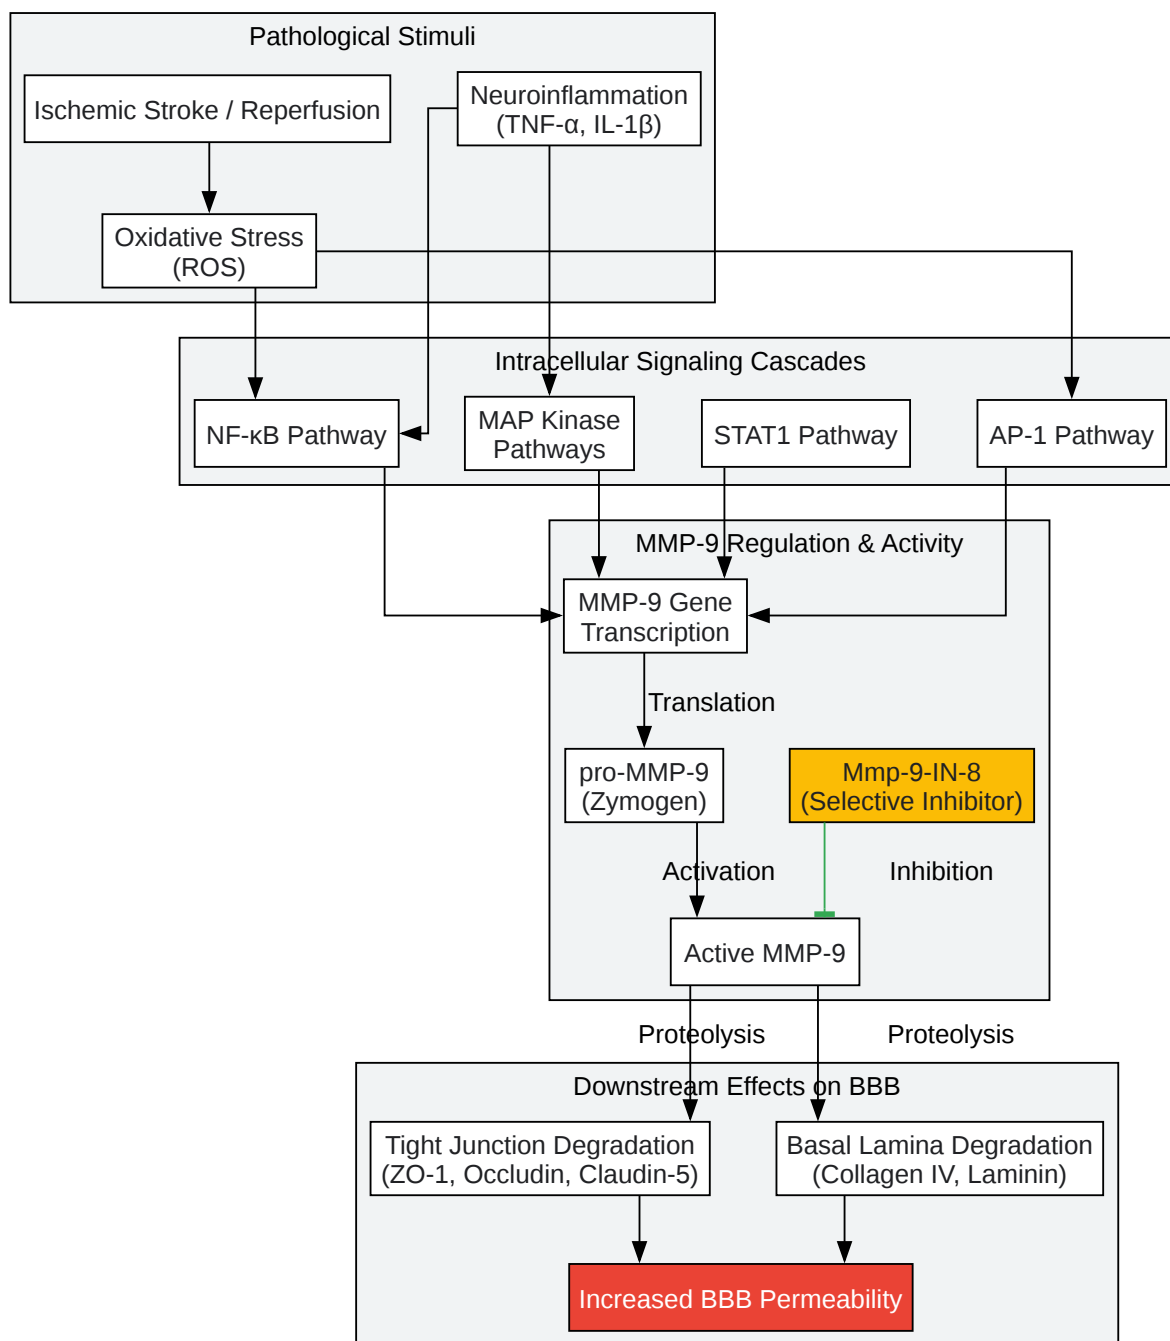 Pathological Stimuli
Ischemic Stroke / Reperfusion
Neuroinflammation
(TNF-α, IL-1β)
Oxidative Stress
(ROS)
Intracellular Signaling Cascades
NF-κB Pathway
MAP Kinase
Pathways
STAT1 Pathway
AP-1 Pathway
MMP-9 Regulation & Activity
MMP-9 Gene
Transcription
Translation
pro-MMP-9
(Zymogen)
Mmp-9-IN-8
(Selective Inhibitor)
Activation
Inhibition
Active MMP-9
Proteolysis
Proteolysis
Downstream Effects on BBB
Tight Junction Degradation
(ZO-1, Occludin, Claudin-5)
Basal Lamina Degradation
(Collagen IV, Laminin)
Increased BBB Permeability